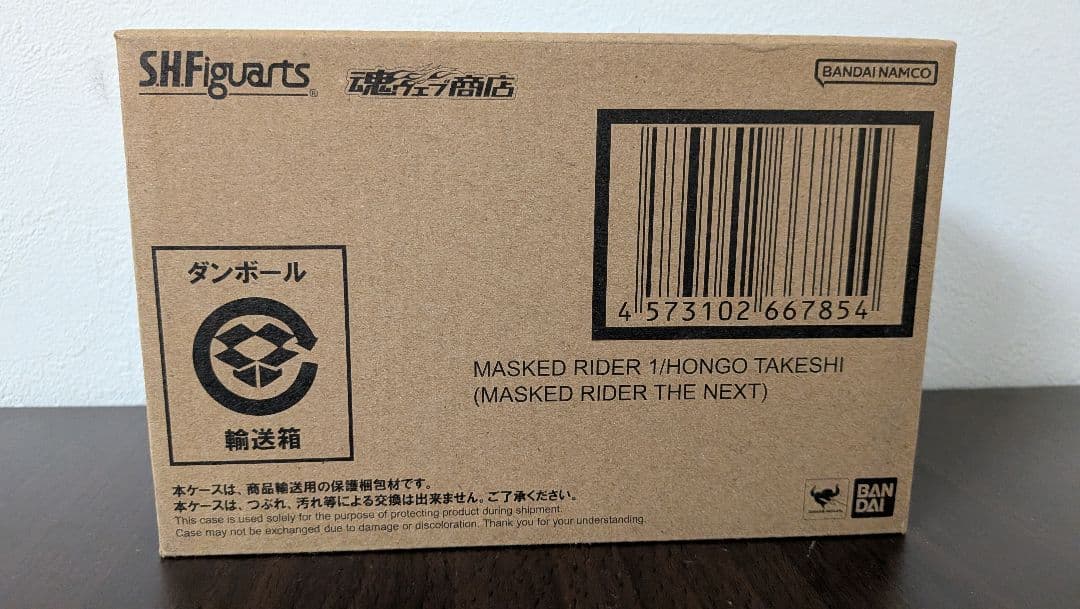 S.H.Figuarts®
魂ウェブ商店
BANDAI NAMCO
4 573102 667854
ダンボール
輸送箱
MASKED RIDER 1/HONGO TAKESHI
(MASKED RIDER THE NEXT)
本ケースは、商品輸送用の保護梱包材です。
本ケースは、つぶれ、汚れ等による交換は出来ません。ご了承ください。
This case is used solely for the purpose of protecting product during shipment.
Case may not be exchanged due to damage or discoloration. Thank you for your understanding.
BAN
DAI